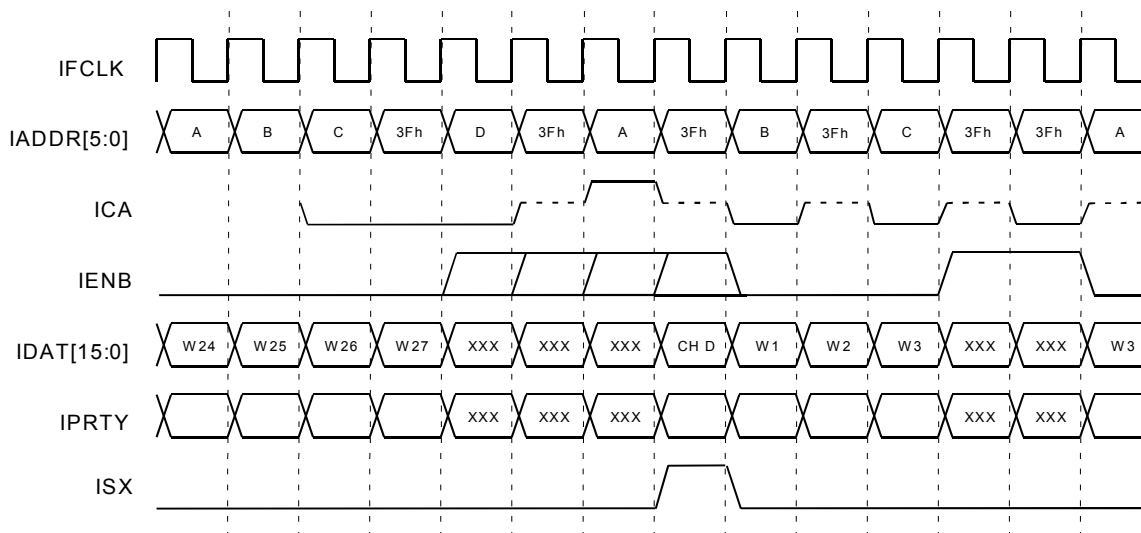 IFCLK
IADDR[5:0] A B C 3Fh D 3Fh A 3Fh B 3Fh C 3Fh 3Fh A
ICA
IENB
IDAT[15:0] W24 W25 W26 W27 XXX XXX XXX CH D W1 W2 W3 XXX XXX W3
IPRTY XXX XXX XXX XXX XXX
ISX